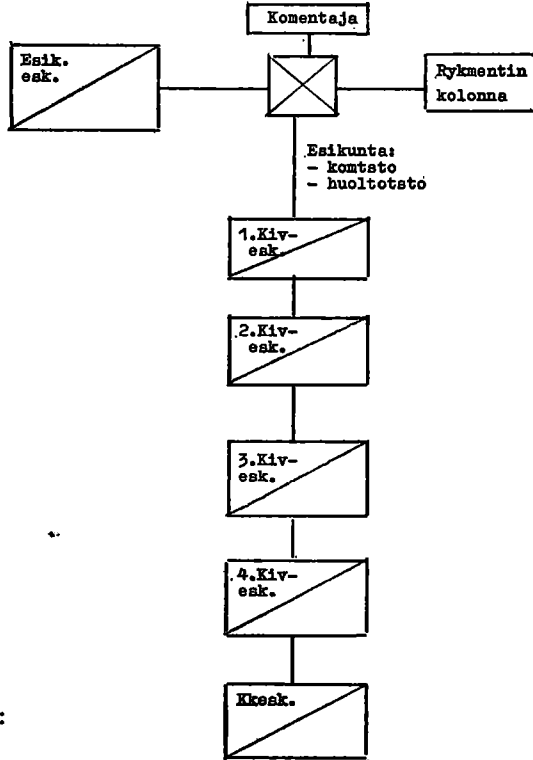 Komentaja
Esik.
esk.
Rykmentin
kolonna
Esikunta:
- komtsto
- huoltotsto
1.Kiv-
esk.
2.Kiv-
esk.
3.Kiv-
esk.
4.Kiv-
esk.
Kkesk.
: